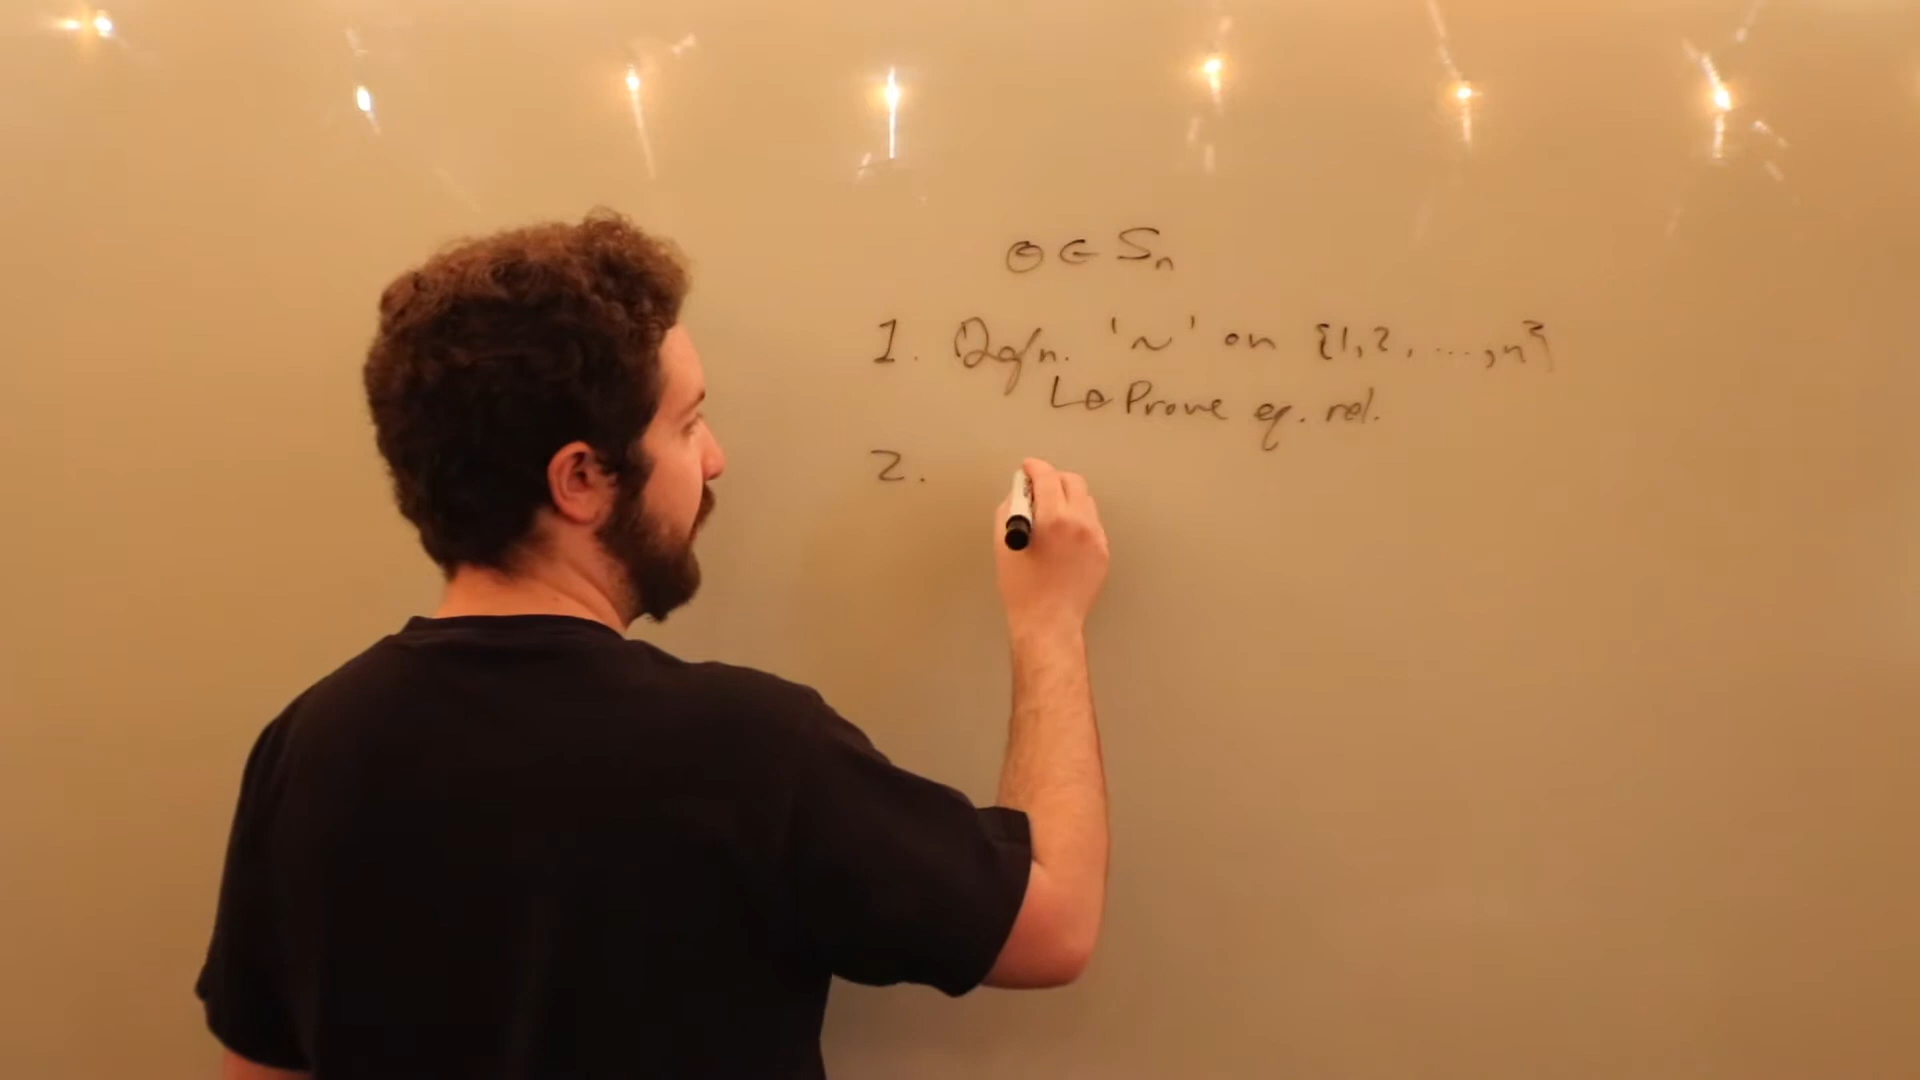 Θ ∈ Sₙ
1. Defn. '~' on {1,2, ...,n}
↳ Prove eq. rel.
2.